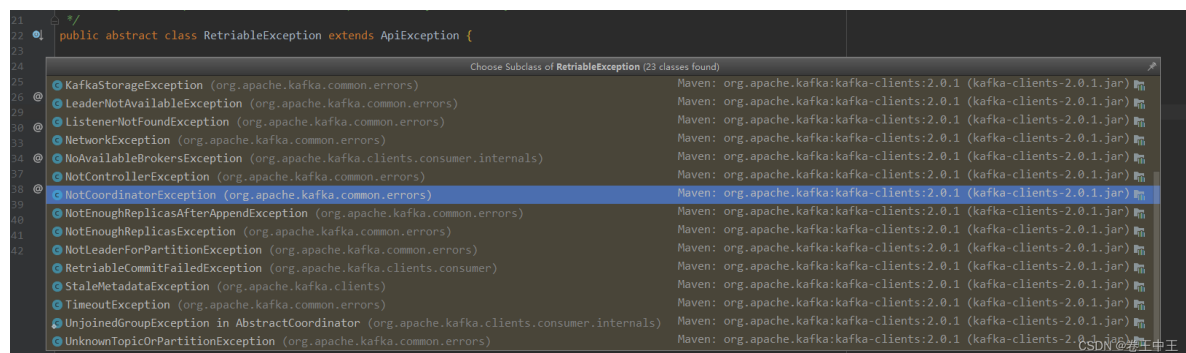 21 */
22 public abstract class RetriableException extends ApiException {
23
24 Choose Subclass of RetriableException (23 classes found)
25 KafkaStorageException (org.apache.kafka.common.errors) Maven: org.apache.kafka:kafka-clients:2.0.1 (kafka-clients-2.0.1.jar)
26 @ LeaderNotAvailableException (org.apache.kafka.common.errors) Maven: org.apache.kafka:kafka-clients:2.0.1 (kafka-clients-2.0.1.jar)
29 ListenerNotFoundException (org.apache.kafka.common.errors) Maven: org.apache.kafka:kafka-clients:2.0.1 (kafka-clients-2.0.1.jar)
30 @ NetworkException (org.apache.kafka.common.errors) Maven: org.apache.kafka:kafka-clients:2.0.1 (kafka-clients-2.0.1.jar)
33 NoAvailableBrokersException (org.apache.kafka.clients.consumer.internals) Maven: org.apache.kafka:kafka-clients:2.0.1 (kafka-clients-2.0.1.jar)
34 @ NotControllerException (org.apache.kafka.common.errors) Maven: org.apache.kafka:kafka-clients:2.0.1 (kafka-clients-2.0.1.jar)
37 NotCoordinatorException (org.apache.kafka.common.errors) Maven: org.apache.kafka:kafka-clients:2.0.1 (kafka-clients-2.0.1.jar)
38 @ NotEnoughReplicasAfterAppendException (org.apache.kafka.common.errors) Maven: org.apache.kafka:kafka-clients:2.0.1 (kafka-clients-2.0.1.jar)
39 NotEnoughReplicasException (org.apache.kafka.common.errors) Maven: org.apache.kafka:kafka-clients:2.0.1 (kafka-clients-2.0.1.jar)
40 NotLeaderForPartitionException (org.apache.kafka.common.errors) Maven: org.apache.kafka:kafka-clients:2.0.1 (kafka-clients-2.0.1.jar)
41 RetriableCommitFailedException (org.apache.kafka.clients.consumer) Maven: org.apache.kafka:kafka-clients:2.0.1 (kafka-clients-2.0.1.jar)
42 StaleMetadataException (org.apache.kafka.clients) Maven: org.apache.kafka:kafka-clients:2.0.1 (kafka-clients-2.0.1.jar)
TimeoutException (org.apache.kafka.common.errors) Maven: org.apache.kafka:kafka-clients:2.0.1 (kafka-clients-2.0.1.jar)
UnjoinedGroupException in AbstractCoordinator (org.apache.kafka.clients.consumer.internals) Maven: org.apache.kafka:kafka-clients:2.0.1 (kafka-clients-2.0.1.jar)
UnknownTopicOrPartitionException (org.apache.kafka.common.errors) Maven: org.apache.kafka:kafka-clients:2.0.1 (kafka-clients-2.0.1.jar)
CSDN @卷王中王